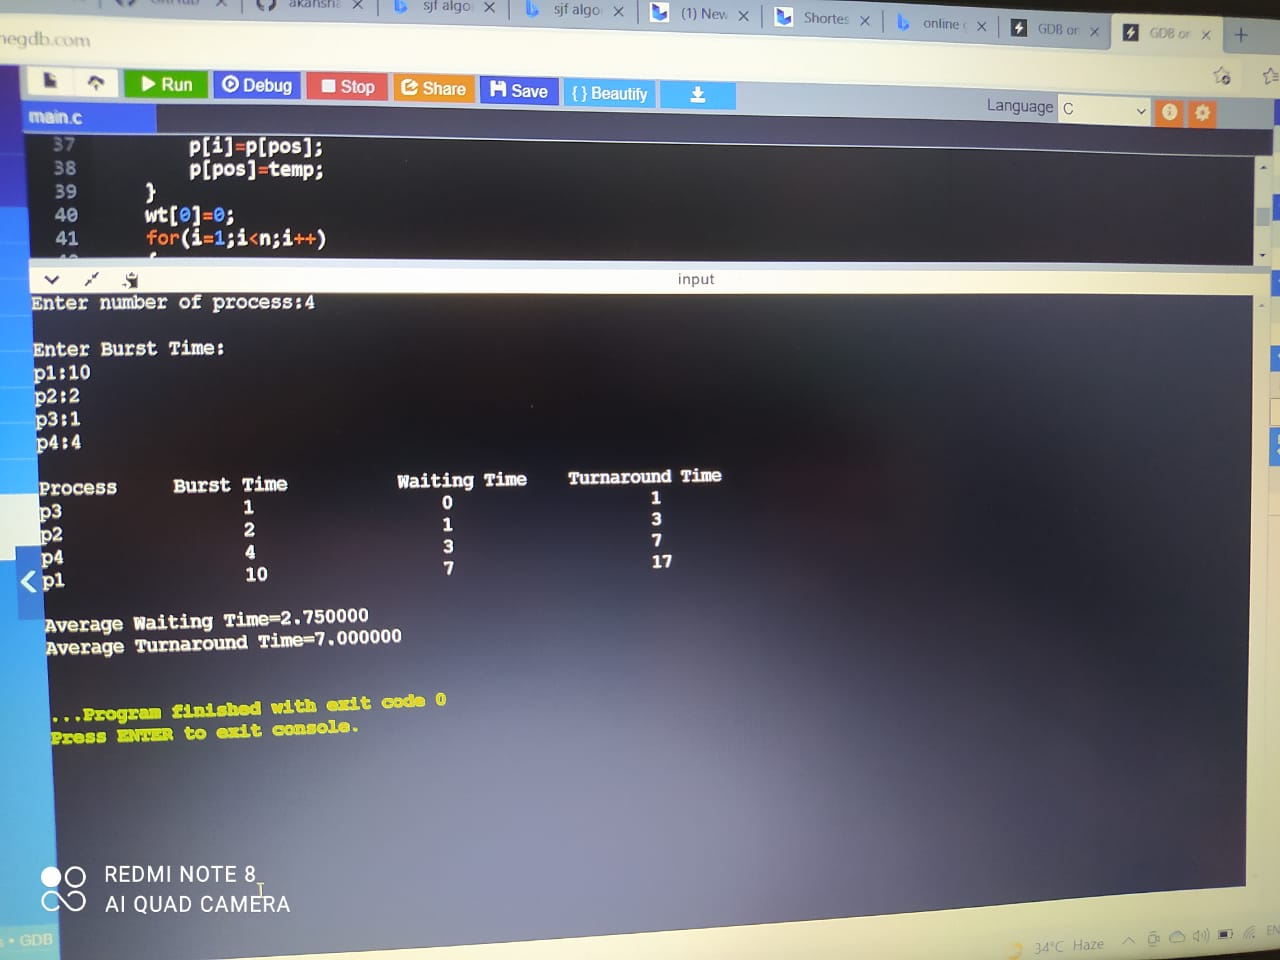 akansha
sjf algo
sjf algo
(1) New
Shortes
online
GDB on
GDB on
negdb.com
Run
Debug
Stop
Share
Save
{ } Beautify
Language C
main.c
37 p[i]=p[pos];
38 p[pos]=temp;
39 }
40 wt[0]=0;
41 for(i=1;i<n;i++)
input
Enter number of process:4
Enter Burst Time:
p1:10
p2:2
p3:1
p4:4
Process Burst Time Waiting Time Turnaround Time
p3 1 0 1
p2 2 1 3
p4 4 3 7
p1 10 7 17
Average Waiting Time=2.750000
Average Turnaround Time=7.000000
...Program finished with exit code 0
Press ENTER to exit console.
REDMI NOTE 8
AI QUAD CAMERA
• GDB
34°C Haze
EN